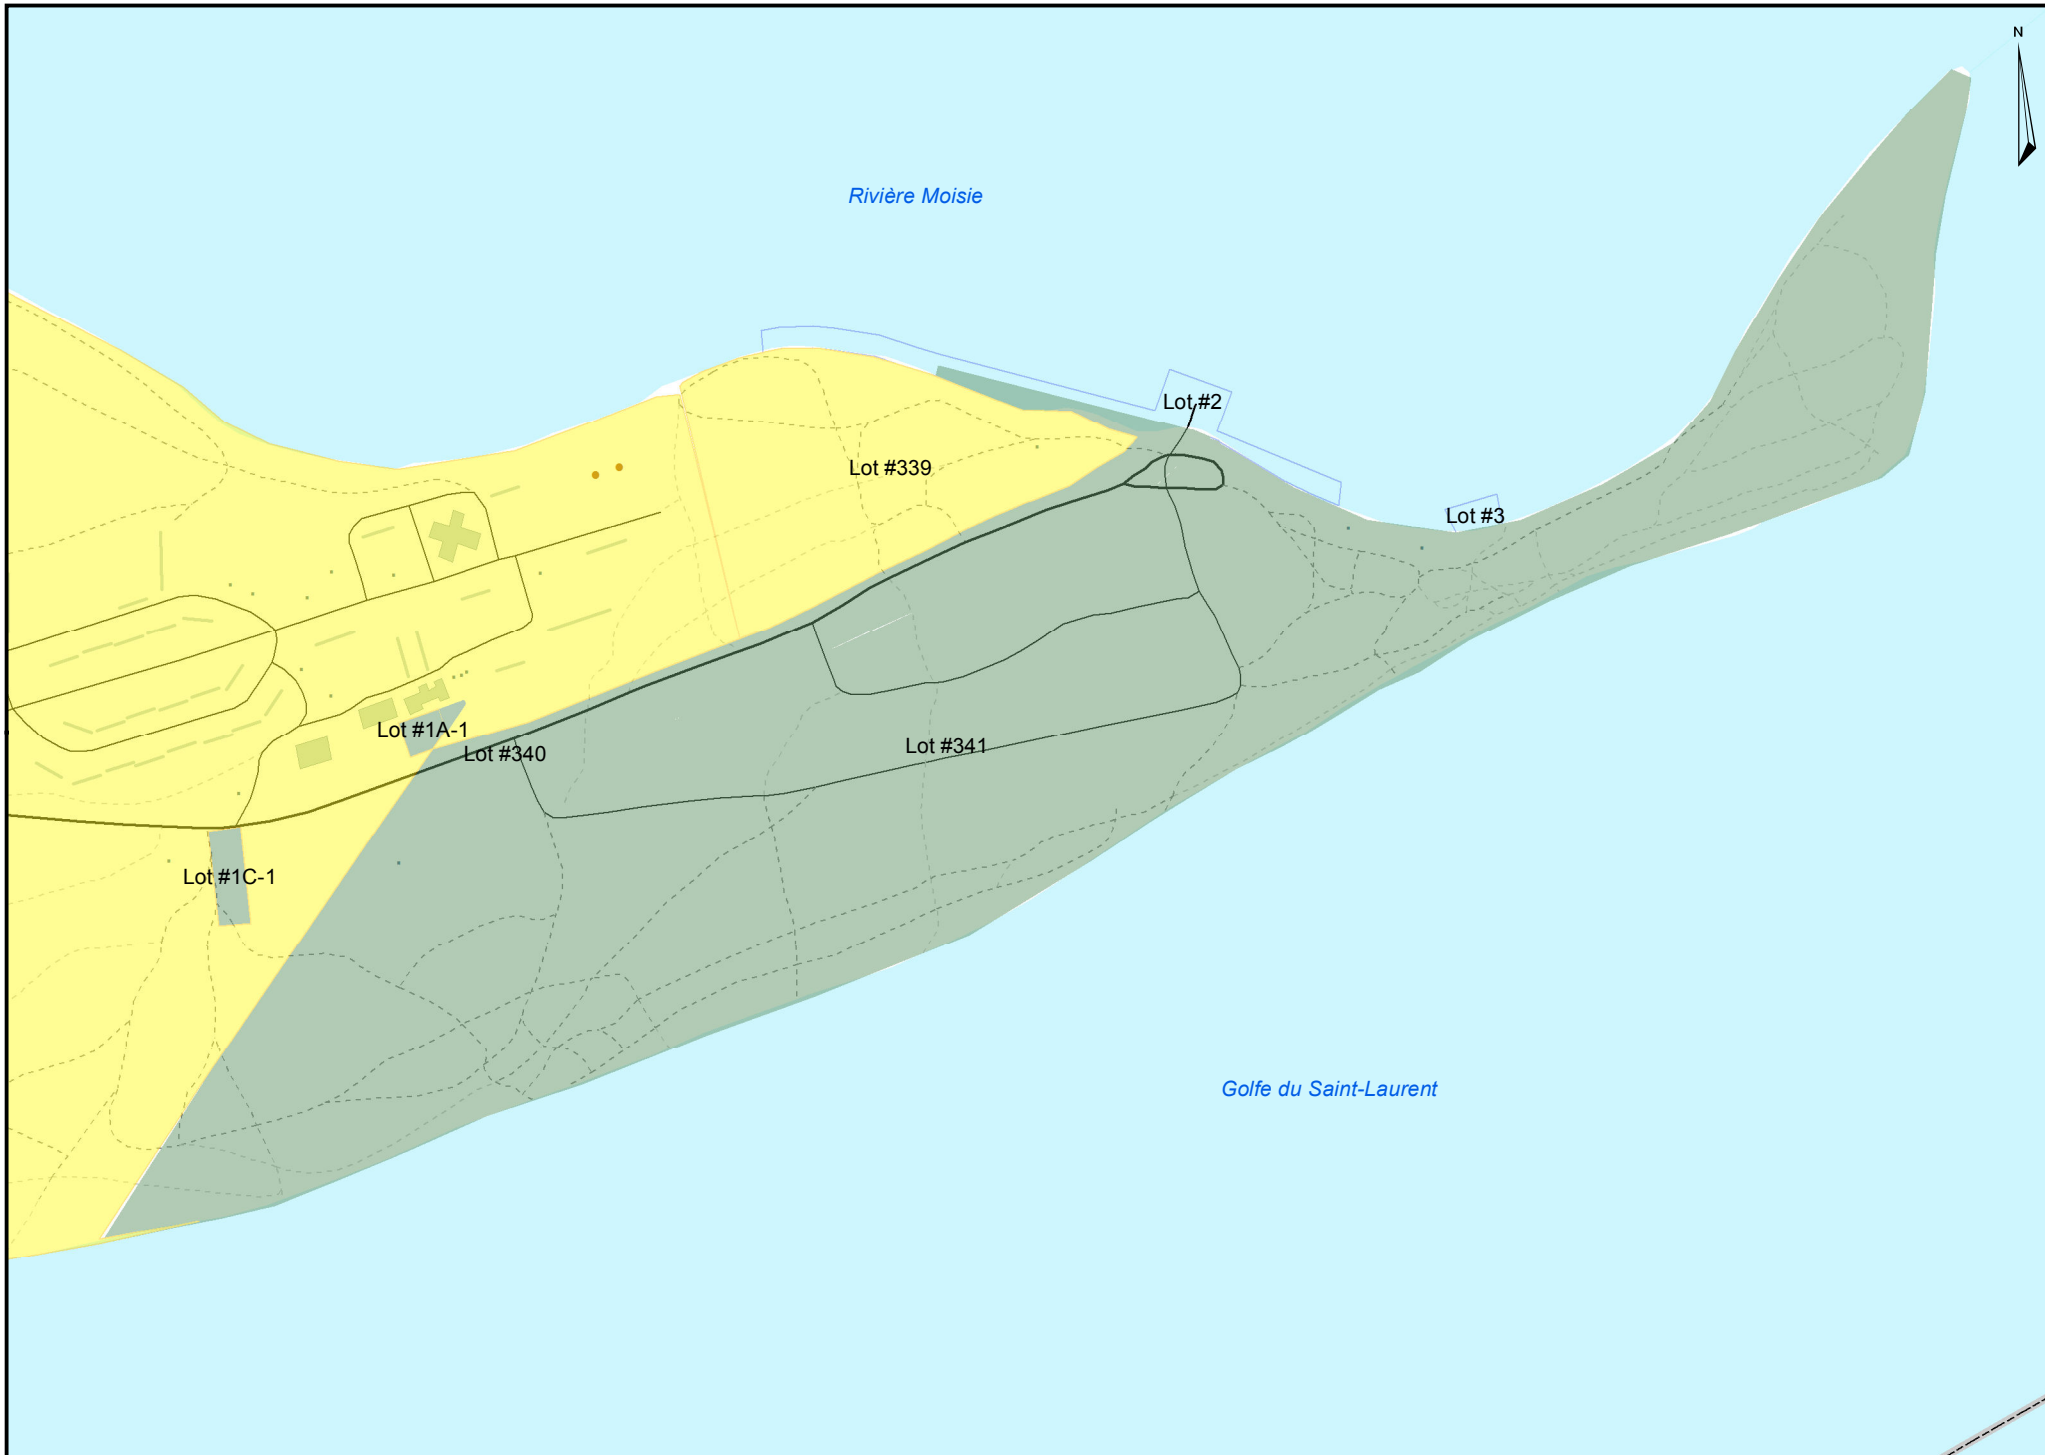 N
Rivière Moisie
Lot #2
Lot #339
Lot #3
Lot #1A-1
Lot #340
Lot #341
Lot #1C-1
Golfe du Saint-Laurent